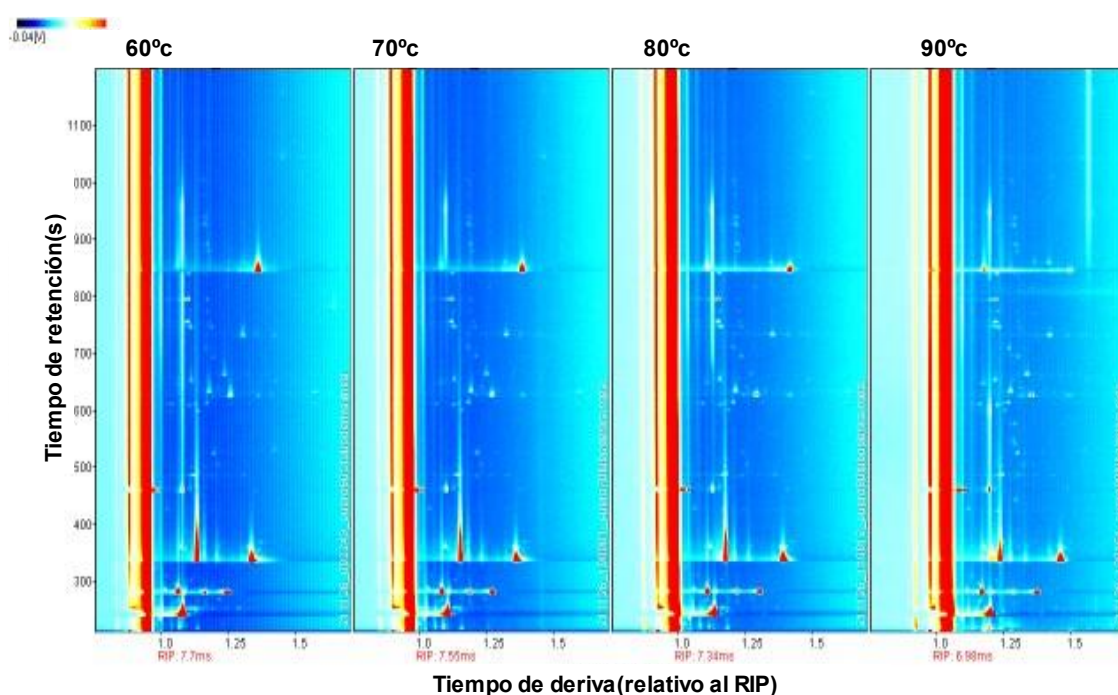 -0.04[V]
60ºc 70ºc 80ºc 90ºc
Tiempo de retención(s)
1100
1000
900
800
700
600
500
400
300
1.0 1.25 1.5 1.0 1.25 1.5 1.0 1.25 1.5 1.0 1.25 1.5
RIP: 7.7ms RIP: 7.55ms RIP: 7.34ms RIP: 6.98ms
Tiempo de deriva(relativo al RIP)